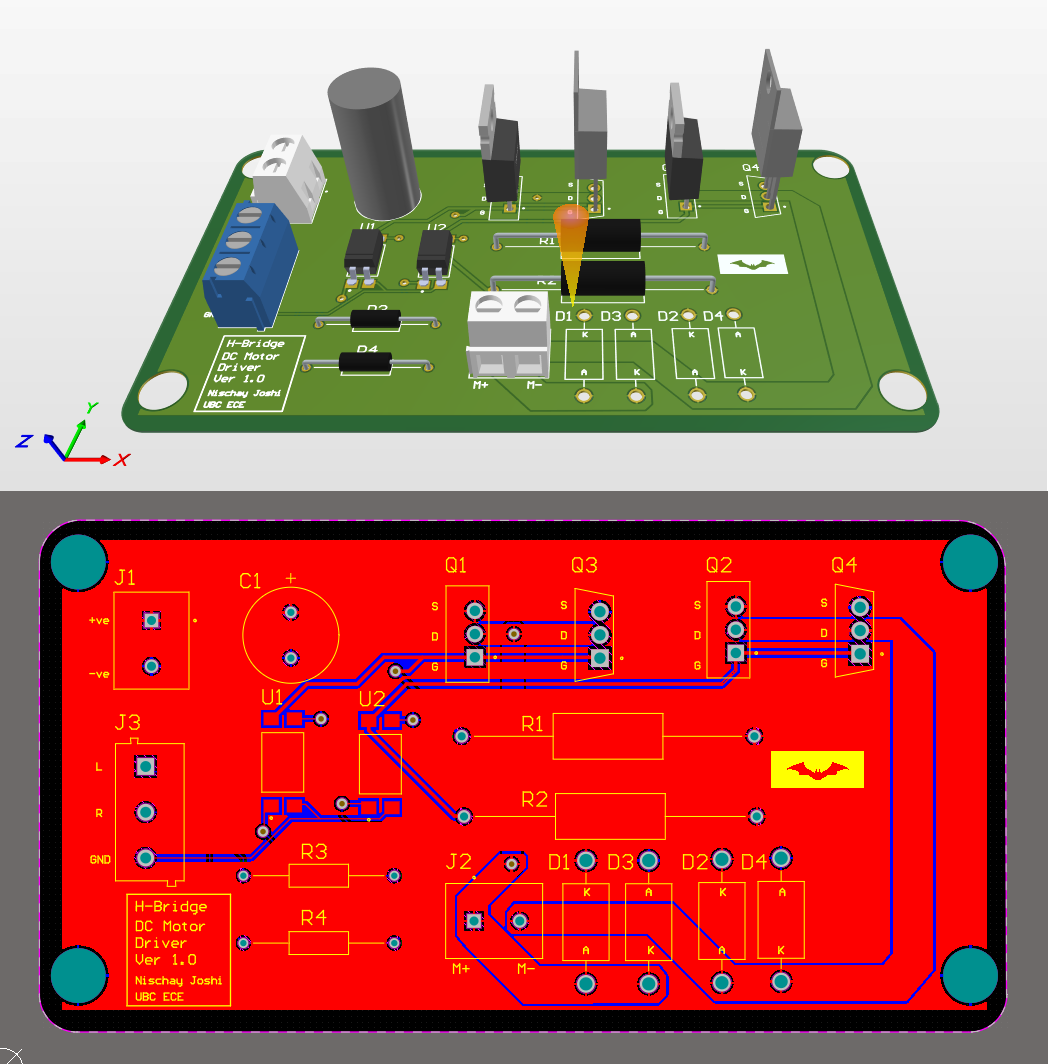 Q4
S
D
G
S
D
S
S
D
U1
U2
R1
R2
D1
D3
D2
D4
K
A
K
A
A
K
A
K
D4
H-Bridge
DC Motor
Driver
Ver 1.0
Nischay Joshi
UBC ECE
M+
M-
Y
Z
X
J1
C1
+
Q1
Q3
Q2
Q4
+ve
-ve
S
D
G
S
D
G
S
D
G
S
D
G
U1
U2
J3
L
R
GND
R1
R2
R3
R4
J2
D1
D3
D2
D4
K
A
K
A
A
K
A
K
M+
M-
H-Bridge
DC Motor
Driver
Ver 1.0
Nischay Joshi
UBC ECE